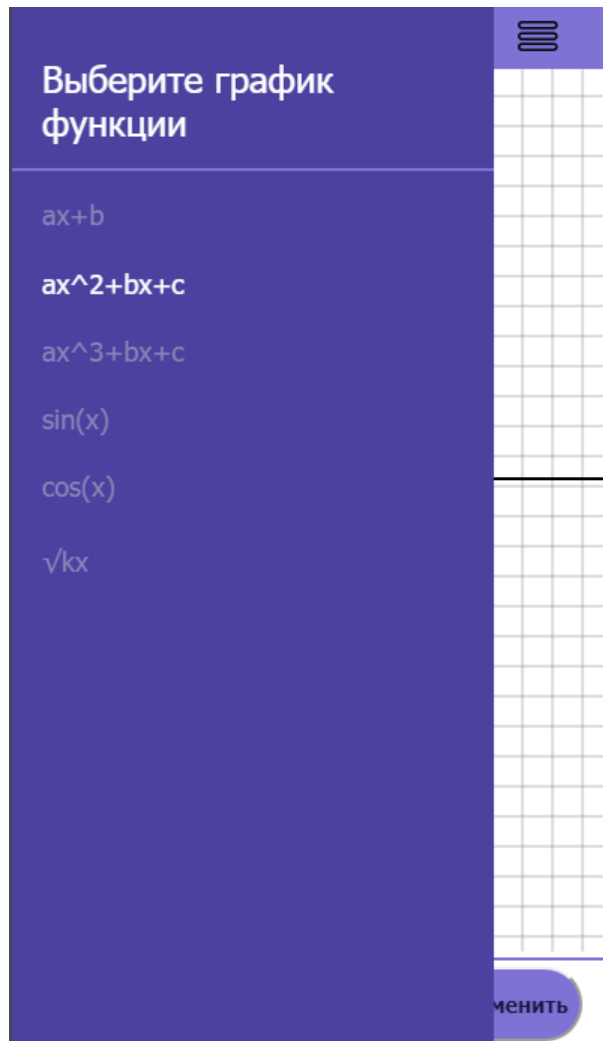 Выберите график
функции
ax+b
ax^2+bx+c
ax^3+bx+c
sin(x)
cos(x)
√kx
менить